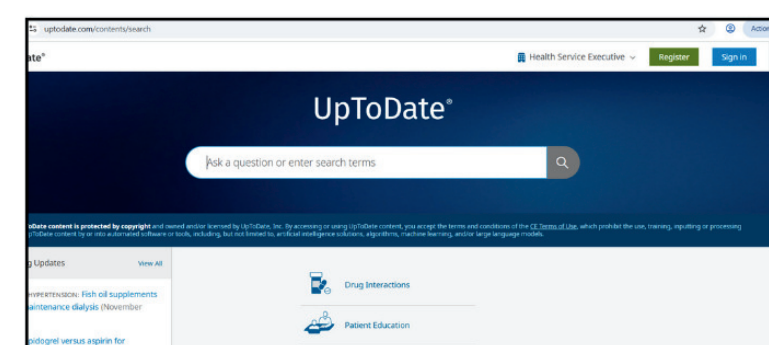 uptodate.com/contents/search
Action
ate®
Health Service Executive
Register
Sign in
UpToDate®
Ask a question or enter search terms
oDate content is protected by copyright and owned and/or licensed by UpToDate, Inc. By accessing or using UpToDate content, you accept the terms and conditions of the CE Terms of Use, which prohibit the use, training, inputting or processing
pToDate content by or into automated software or tools, including, but not limited to, artificial intelligence solutions, algorithms, machine learning, and/or large language models.
g Updates
View All
HYPERTENSION: Fish oil supplements
aintenance dialysis (November
pidogrel versus aspirin for
Drug Interactions
Patient Education